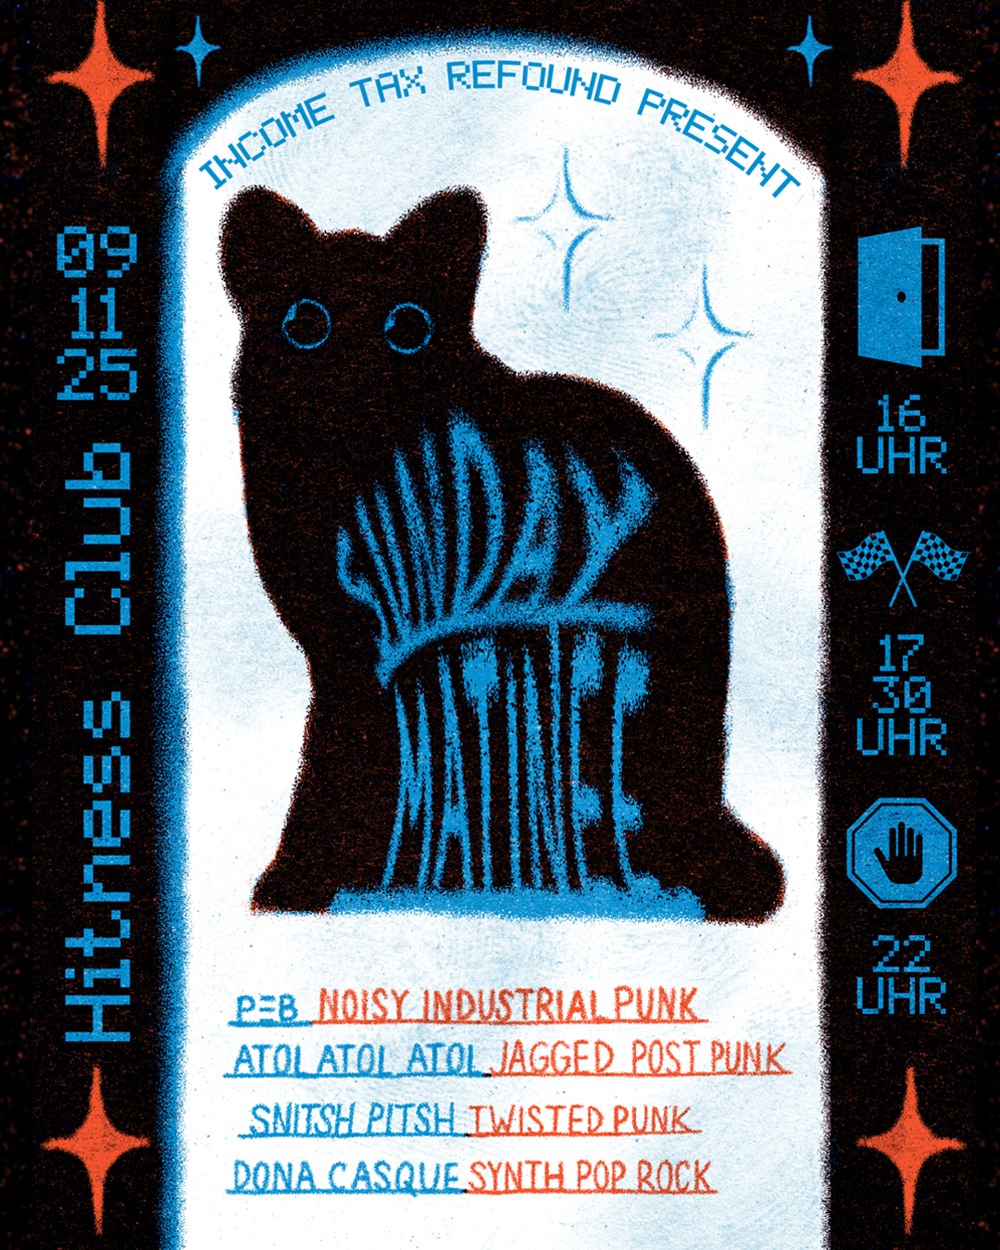 INCOME TAX REFOUND PRESENT
09
11
25
Hitness Club
SUNDAY
MATINEE
16
UHR
17
30
UHR
22
UHR
PΞB NOISY INDUSTRIAL PUNK
ATOL ATOL ATOL JAGGED POST PUNK
SNITSH PITSH TWISTED PUNK
DONA CASQUE SYNTH POP ROCK